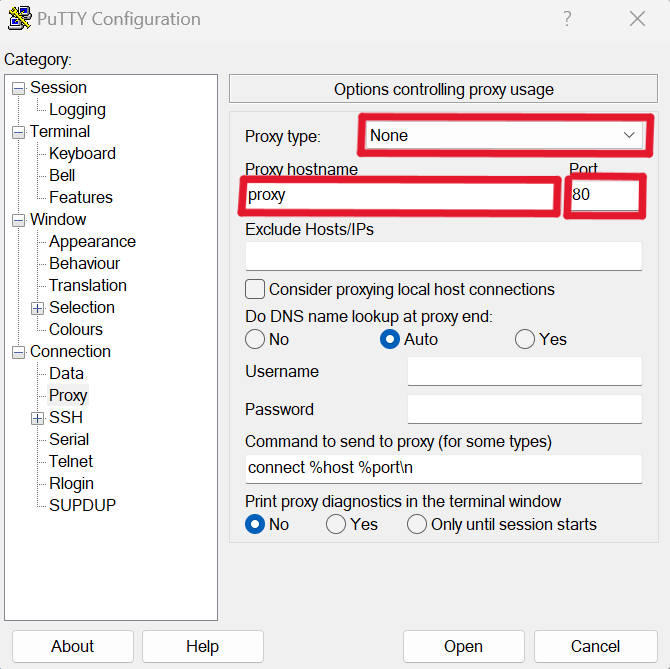 PuTTY Configuration
?
Category:
Session
Logging
Terminal
Keyboard
Bell
Features
Window
Appearance
Behaviour
Translation
Selection
Colours
Connection
Data
Proxy
SSH
Serial
Telnet
Rlogin
SUPDUP
Options controlling proxy usage
Proxy type: None
Proxy hostname Port
proxy 80
Exclude Hosts/IPs
Consider proxying local host connections
Do DNS name lookup at proxy end:
No Auto Yes
Username
Password
Command to send to proxy (for some types)
connect %host %port\n
Print proxy diagnostics in the terminal window
No Yes Only until session starts
About Help Open Cancel